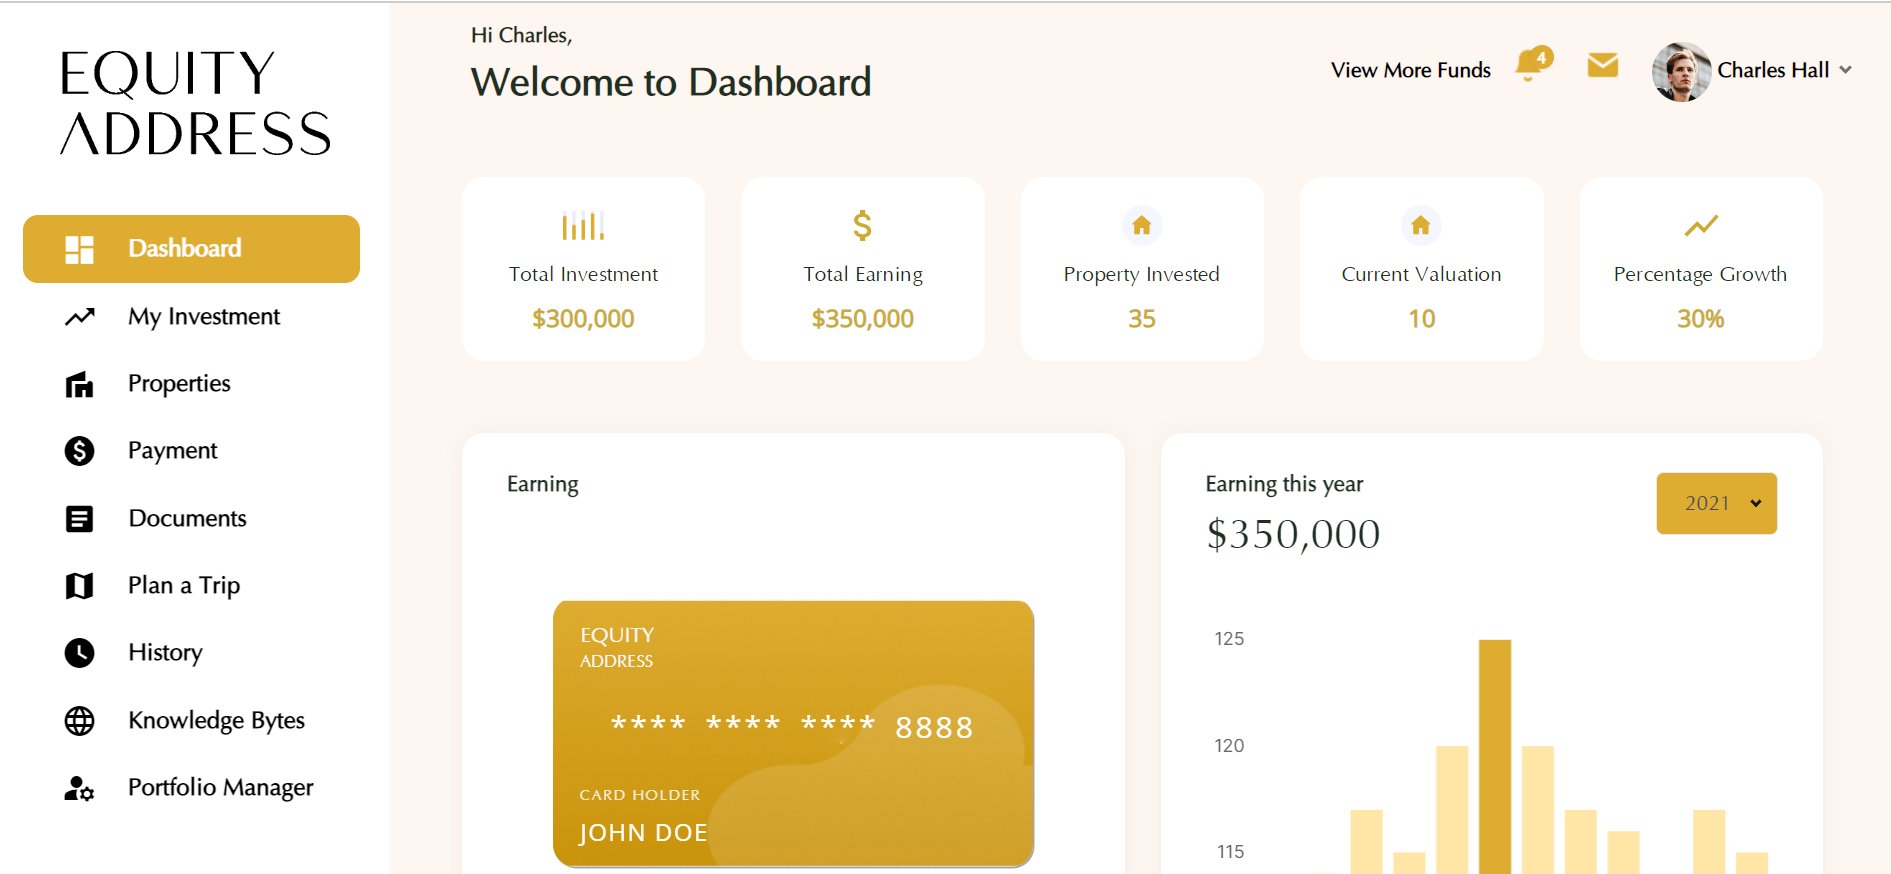 EQUITY
ADDRESS
Dashboard
My Investment
Properties
Payment
Documents
Plan a Trip
History
Knowledge Bytes
Portfolio Manager
Hi Charles,
Welcome to Dashboard
View More Funds
4
Charles Hall
Total Investment
$300,000
Total Earning
$350,000
Property Invested
35
Current Valuation
10
Percentage Growth
30%
Earning
EQUITY
ADDRESS
**** **** **** 8888
CARD HOLDER
JOHN DOE
Earning this year
$350,000
2021
125
120
115